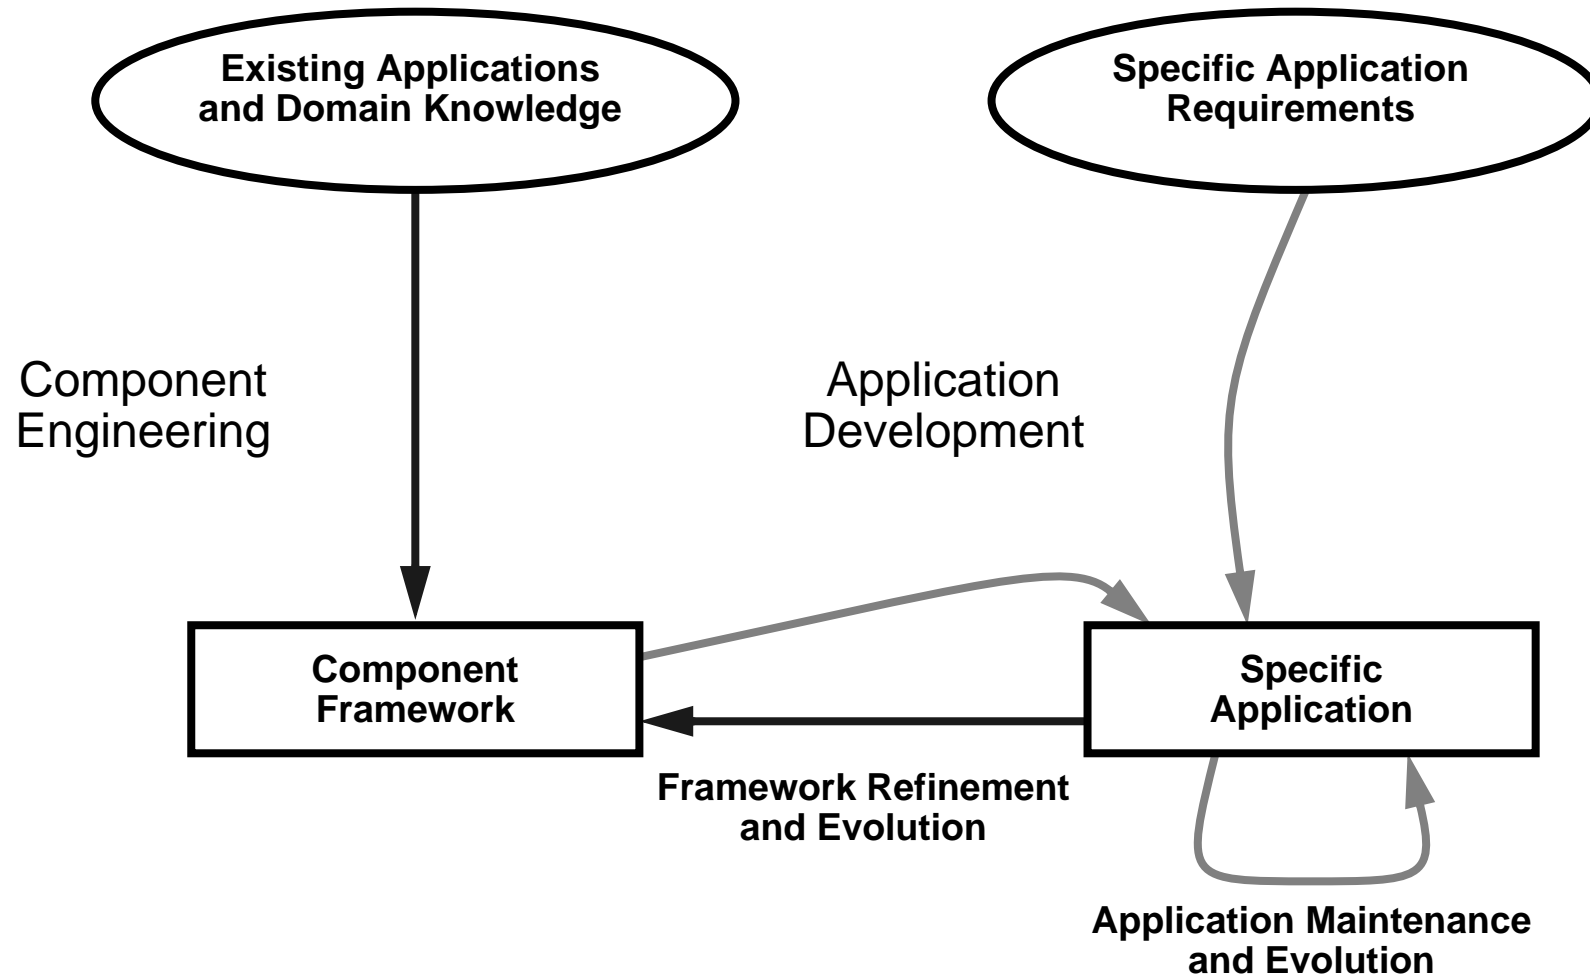 Existing Applications
and Domain Knowledge
Specific Application
Requirements
Component
Engineering
Application
Development
Component
Framework
Specific
Application
Framework Refinement
and Evolution
Application Maintenance
and Evolution